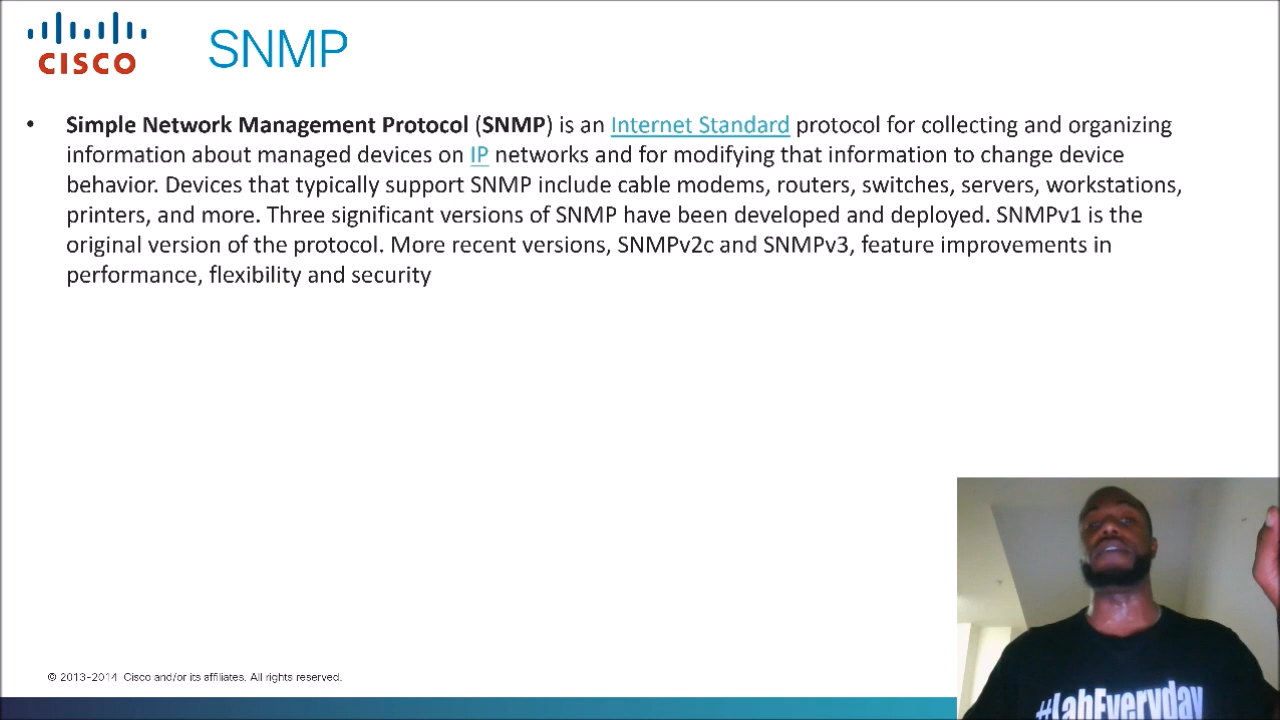 CISCO
SNMP
• Simple Network Management Protocol (SNMP) is an Internet Standard protocol for collecting and organizing
information about managed devices on IP networks and for modifying that information to change device
behavior. Devices that typically support SNMP include cable modems, routers, switches, servers, workstations,
printers, and more. Three significant versions of SNMP have been developed and deployed. SNMPv1 is the
original version of the protocol. More recent versions, SNMPv2c and SNMPv3, feature improvements in
performance, flexibility and security
© 2013-2014 Cisco and/or its affiliates. All rights reserved.
#LabEveryday